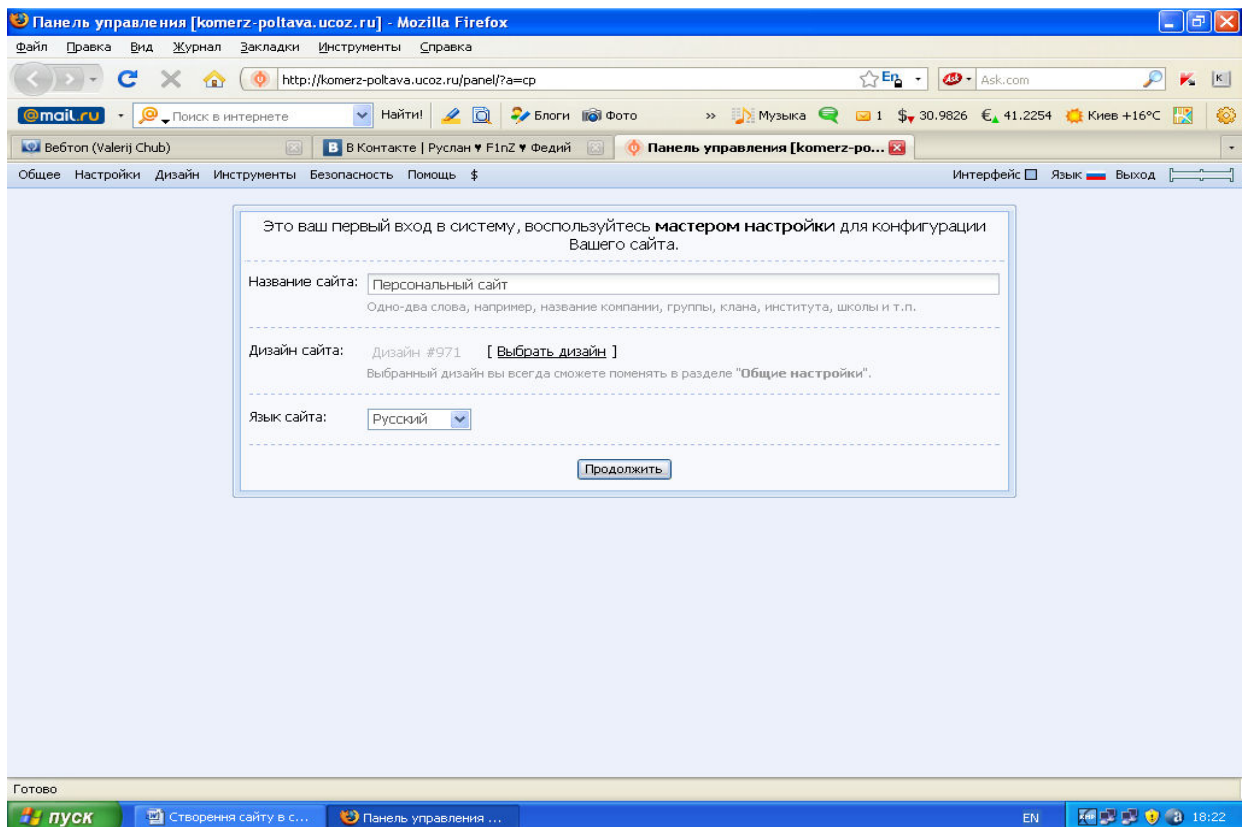 Панель управления [komerz-poltava.ucoz.ru] - Mozilla Firefox
Файл Правка Вид Журнал Закладки Инструменты Справка
http://komerz-poltava.ucoz.ru/panel/?a=cp Ask.com
@mail.ru Поиск в интернете Найти! Блоги Фото » Музыка 1 $ 30.9826 € 41.2254 Киев +16°C
Вебтоп (Valerij Chub) В В Контакте | Руслан ♥ F1nZ ♥ Федий Панель управления [komerz-po...
Общее Настройки Дизайн Инструменты Безопасность Помощь $ Интерфейс Язык Выход
Это ваш первый вход в систему, воспользуйтесь мастером настройки для конфигурации
Вашего сайта.
Название сайта: Персональный сайт
Одно-два слова, например, название компании, группы, клана, института, школы и т.п.
Дизайн сайта: Дизайн #971 [ Выбрать дизайн ]
Выбранный дизайн вы всегда сможете поменять в разделе "Общие настройки".
Язык сайта: Русский
Продолжить
Готово
пуск Створення сайту в с... Панель управления ... EN 18:22